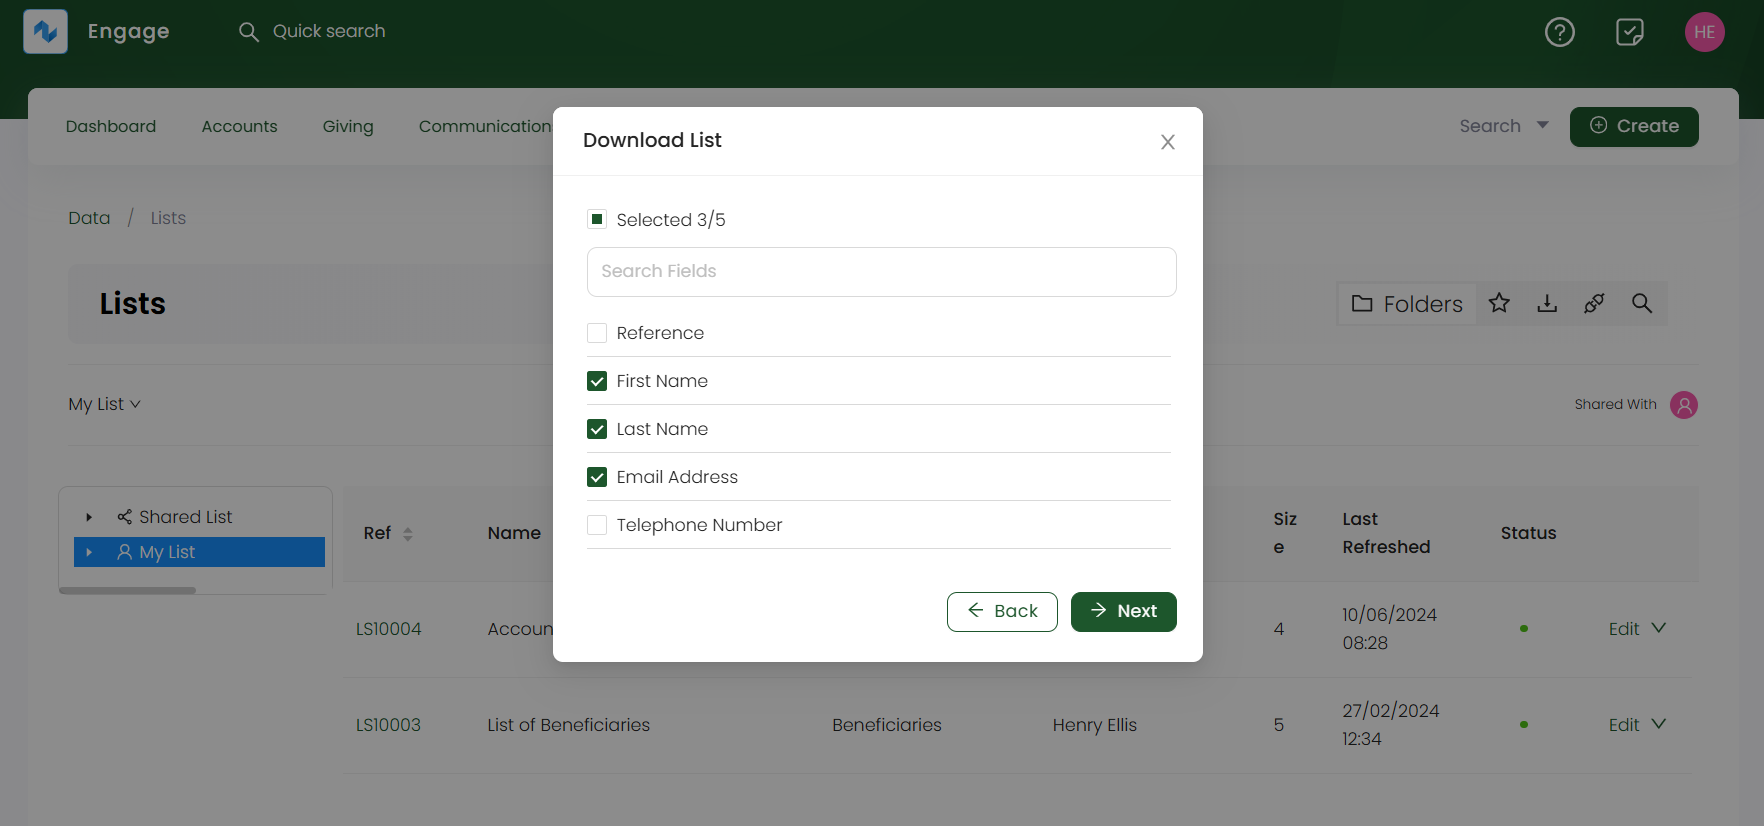 Engage
Quick search
HE
Dashboard Accounts Giving Communication
Search
Create
Download List
Selected 3/5
Search Fields
Reference
First Name
Last Name
Email Address
Telephone Number
Back
Next
Data / Lists
Lists
Folders
My List
Shared With
Shared List
My List
Ref Name Siz
e Last
Refreshed Status
LS10004 Accoun 4 10/06/2024
08:28 Edit
LS10003 List of Beneficiaries Beneficiaries Henry Ellis 5 27/02/2024
12:34 Edit